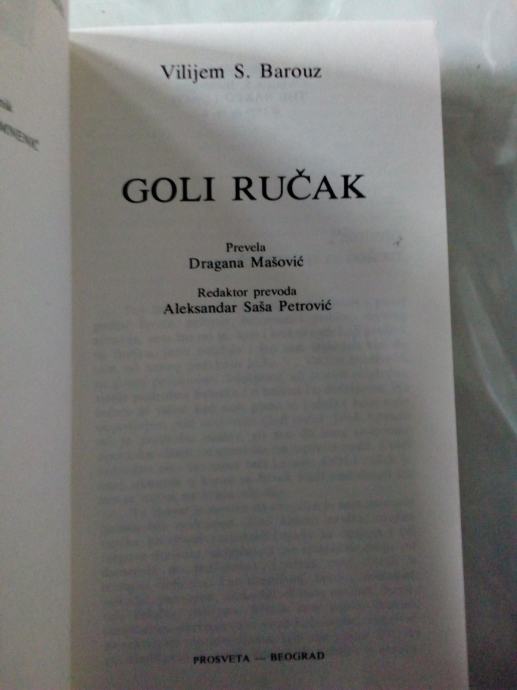 Vilijem S. Barouz
GOLI RUČAK
Prevela
Dragana Mašović
Redaktor prevoda
Aleksandar Saša Petrović
PROSVETA — BEOGRAD